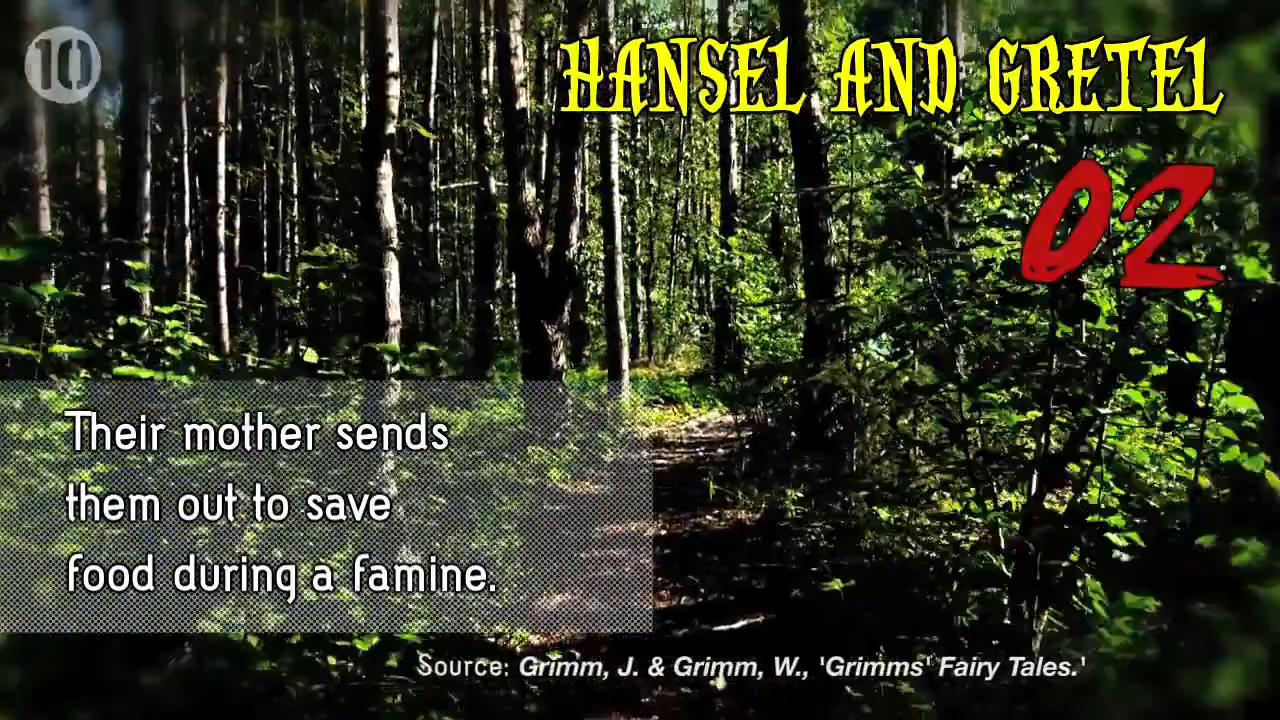 10
HANSEL AND GRETEL
02
Their mother sends
them out to save
food during a famine.
Source: Grimm, J. & Grimm, W., 'Grimms' Fairy Tales.'